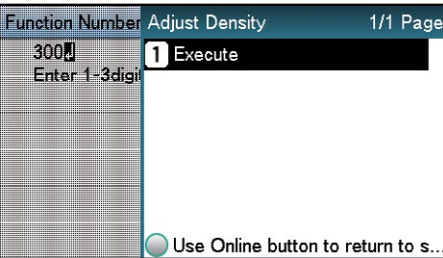 Function Number
300
Enter 1-3digi
Adjust Density 1/1 Page
1 Execute
Use Online button to return to s...